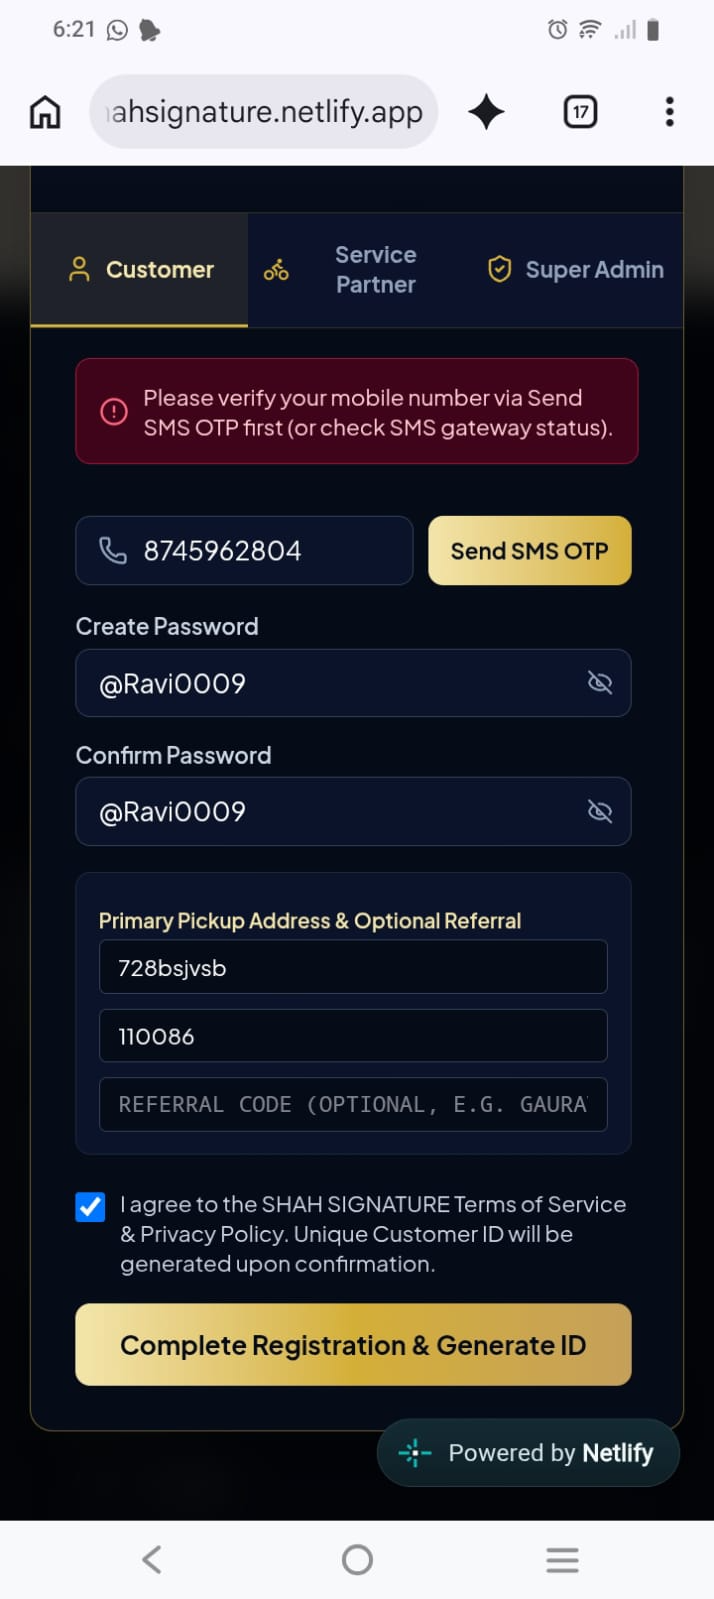 6:21
ahsignature.netlify.app
17
Customer
Service
Partner
Super Admin
Please verify your mobile number via Send
SMS OTP first (or check SMS gateway status).
8745962804
Send SMS OTP
Create Password
@Ravi0009
Confirm Password
@Ravi0009
Primary Pickup Address & Optional Referral
728bsjvsb
110086
REFERRAL CODE (OPTIONAL, E.G. GAURA
I agree to the SHAH SIGNATURE Terms of Service
& Privacy Policy. Unique Customer ID will be
generated upon confirmation.
Complete Registration & Generate ID
Powered by Netlify